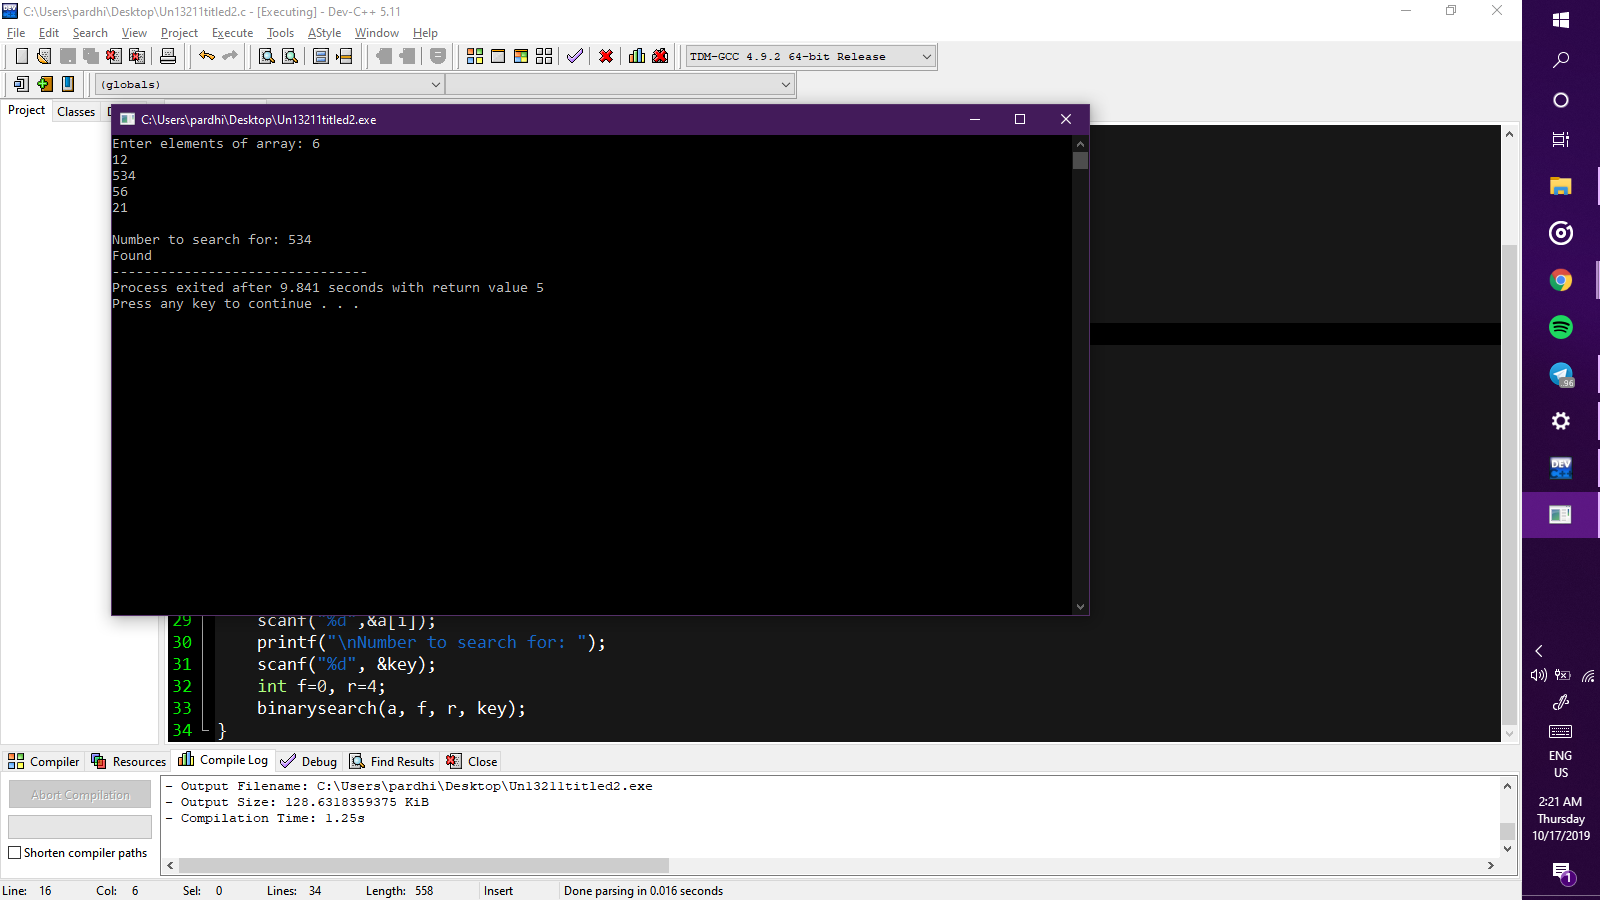 C:\Users\pardhi\Desktop\Un13211titled2.c - [Executing] - Dev-C++ 5.11
File Edit Search View Project Execute Tools AStyle Window Help
TDM-GCC 4.9.2 64-bit Release
(globals)
Project Classes
C:\Users\pardhi\Desktop\Un13211titled2.exe
Enter elements of array: 6
12
534
56
21
Number to search for: 534
Found
--------------------------------
Process exited after 9.841 seconds with return value 5
Press any key to continue . . .
29 scanf("%d",&a[i]);
30 printf("\nNumber to search for: ");
31 scanf("%d", &key);
32 int f=0, r=4;
33 binarysearch(a, f, r, key);
34 }
Compiler Resources Compile Log Debug Find Results Close
Abort Compilation
Shorten compiler paths
- Output Filename: C:\Users\pardhi\Desktop\Un13211titled2.exe
- Output Size: 128.6318359375 KiB
- Compilation Time: 1.25s
Line: 16 Col: 6 Sel: 0 Lines: 34 Length: 558 Insert Done parsing in 0.016 seconds
96
DEV
C++
ENG
US
2:21 AM
Thursday
10/17/2019
1